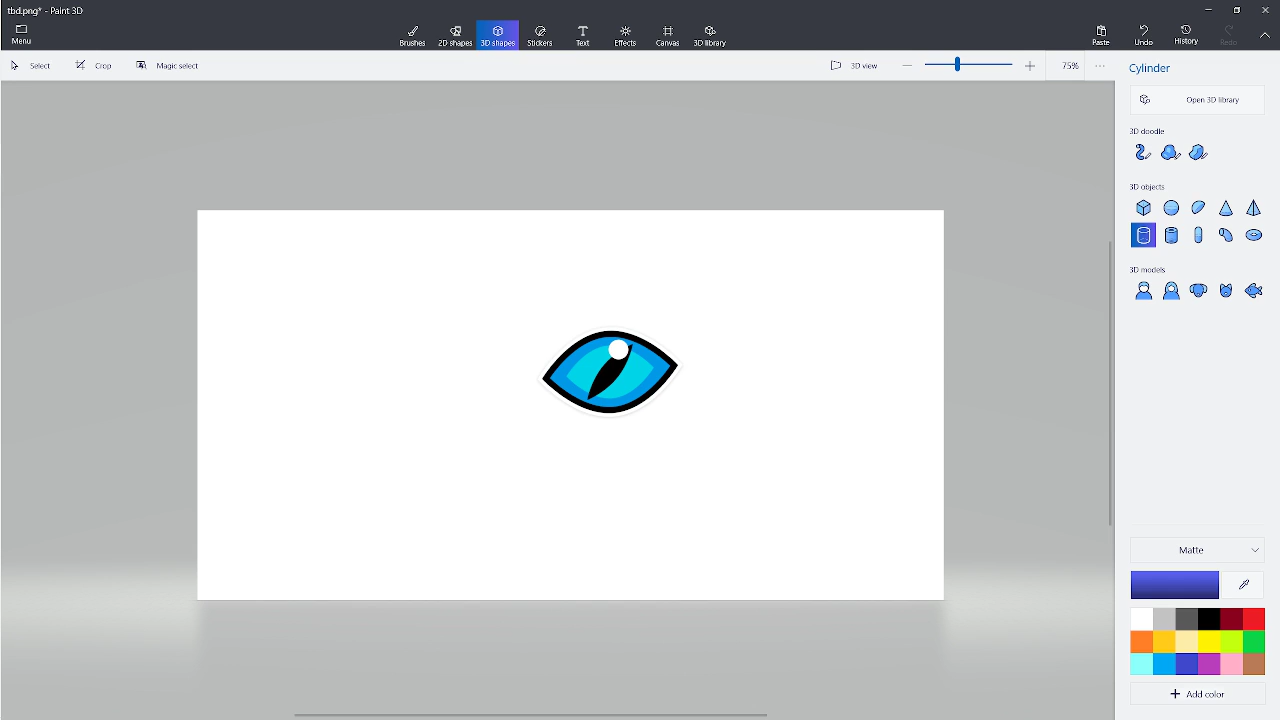 tbd.png* - Paint 3D
Menu
Brushes
2D shapes
3D shapes
Stickers
Text
Effects
Canvas
3D library
Paste
Undo
History
Redo
Select
Crop
Magic select
3D view
75%
Cylinder
Open 3D library
3D doodle
3D objects
3D models
Matte
Add color